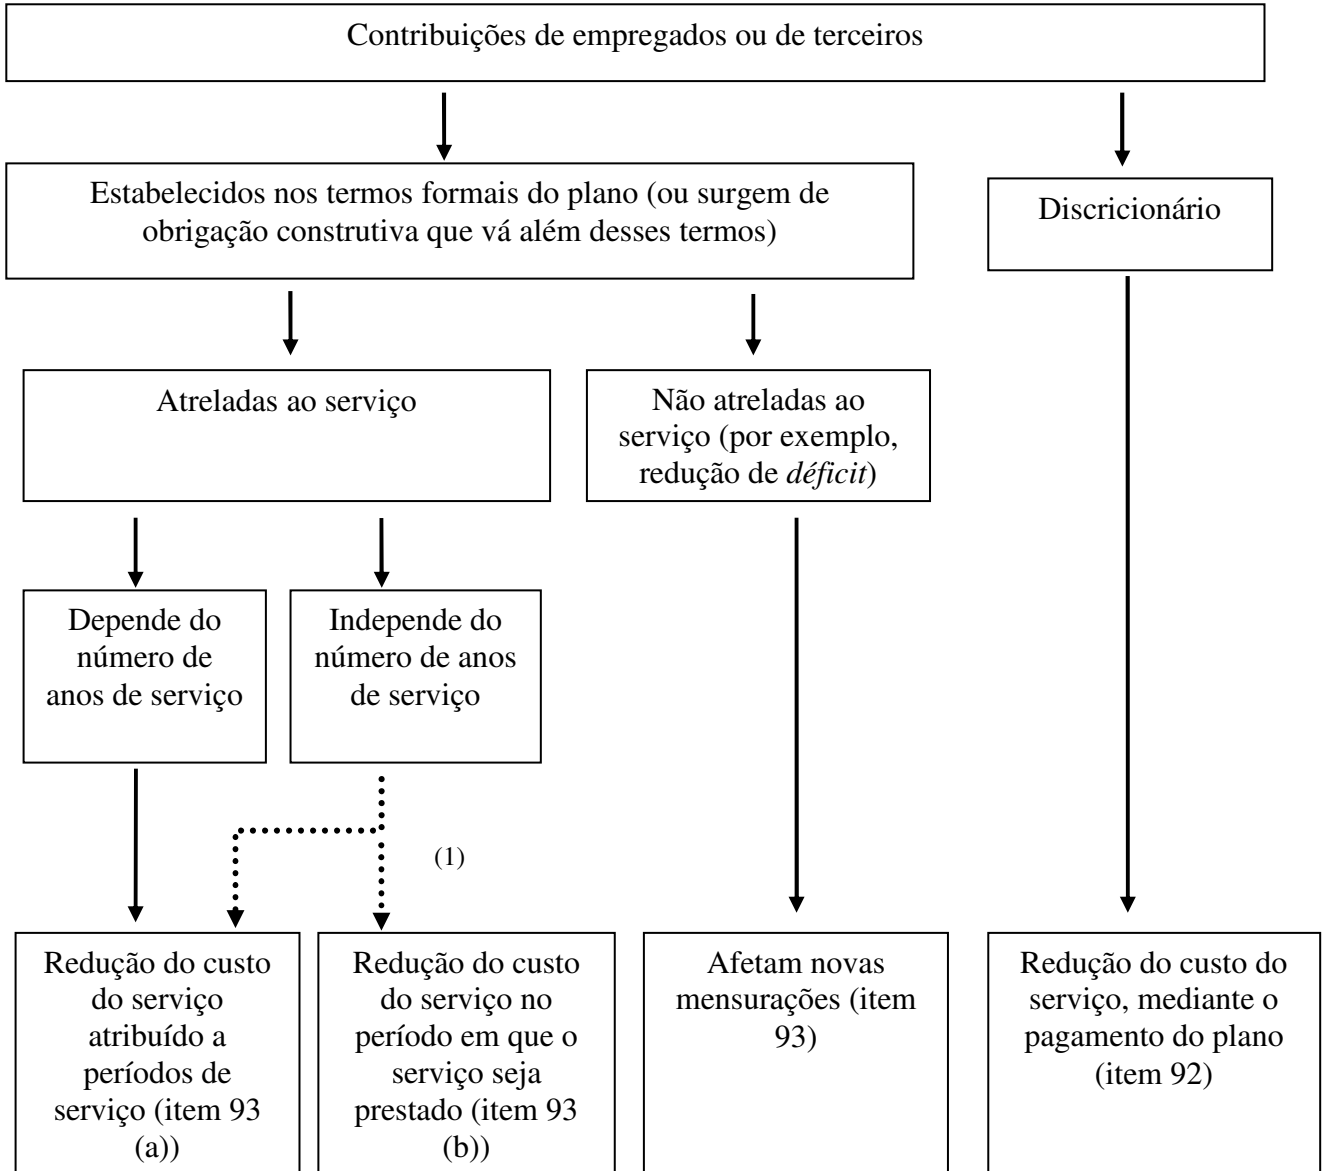 Contribuições de empregados ou de terceiros
Estabelecidos nos termos formais do plano (ou surgem de
obrigação construtiva que vá além desses termos)
Discricionário
Atreladas ao serviço
Não atreladas ao
serviço (por exemplo,
redução de déficit)
Depende do
número de
anos de serviço
Independe do
número de anos
de serviço
(1)
Redução do custo
do serviço
atribuído a
períodos de
serviço (item 93
(a))
Redução do custo
do serviço no
período em que o
serviço seja
prestado (item 93
(b))
Afetam novas
mensurações (item
93)
Redução do custo do
serviço, mediante o
pagamento do plano
(item 92)